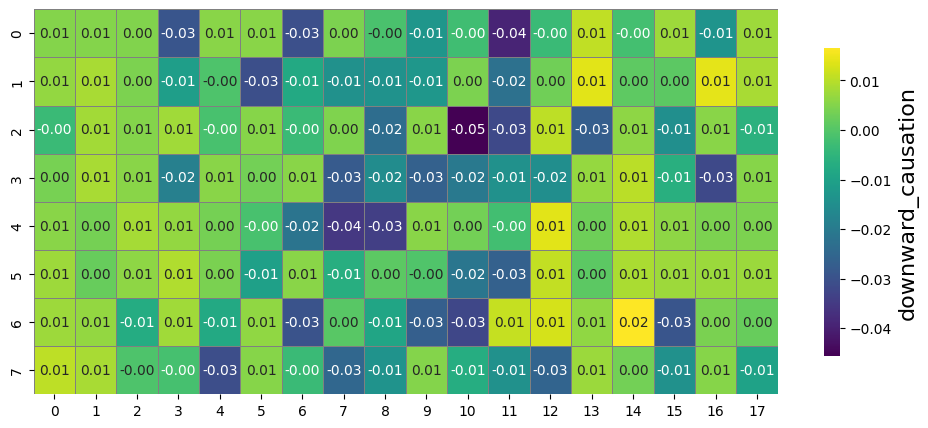 0 0.01 0.01 0.00 -0.03 0.01 0.01 -0.03 0.00 -0.00 -0.01 -0.00 -0.04 -0.00 0.01 -0.00 0.01 -0.01 0.01
1 0.01 0.01 0.00 -0.01 -0.00 -0.03 -0.01 -0.01 -0.01 -0.01 0.00 -0.02 0.00 0.01 0.00 0.00 0.01 0.01
2 -0.00 0.01 0.01 0.01 -0.00 0.01 -0.00 0.00 -0.02 0.01 -0.05 -0.03 0.01 -0.03 0.01 -0.01 0.01 -0.01
3 0.00 0.01 0.01 -0.02 0.01 0.00 0.01 -0.03 -0.02 -0.03 -0.02 -0.01 -0.02 0.01 0.01 -0.01 -0.03 0.01
4 0.01 0.00 0.01 0.01 0.00 -0.00 -0.02 -0.04 -0.03 0.01 0.00 -0.00 0.01 0.00 0.01 0.01 0.00 0.00
5 0.01 0.00 0.01 0.01 0.00 -0.01 0.01 -0.01 0.00 -0.00 -0.02 -0.03 0.01 0.00 0.01 0.01 0.01 0.01
6 0.01 0.01 -0.01 0.01 -0.01 0.01 -0.03 0.00 -0.01 -0.03 -0.03 0.01 0.01 0.01 0.02 -0.03 0.00 0.00
7 0.01 0.01 -0.00 -0.00 -0.03 0.01 -0.00 -0.03 -0.01 0.01 -0.01 -0.01 -0.03 0.01 0.00 -0.01 0.01 -0.01
0 1 2 3 4 5 6 7 8 9 10 11 12 13 14 15 16 17
0.01
0.00
−0.01
−0.02
−0.03
−0.04
downward_causation